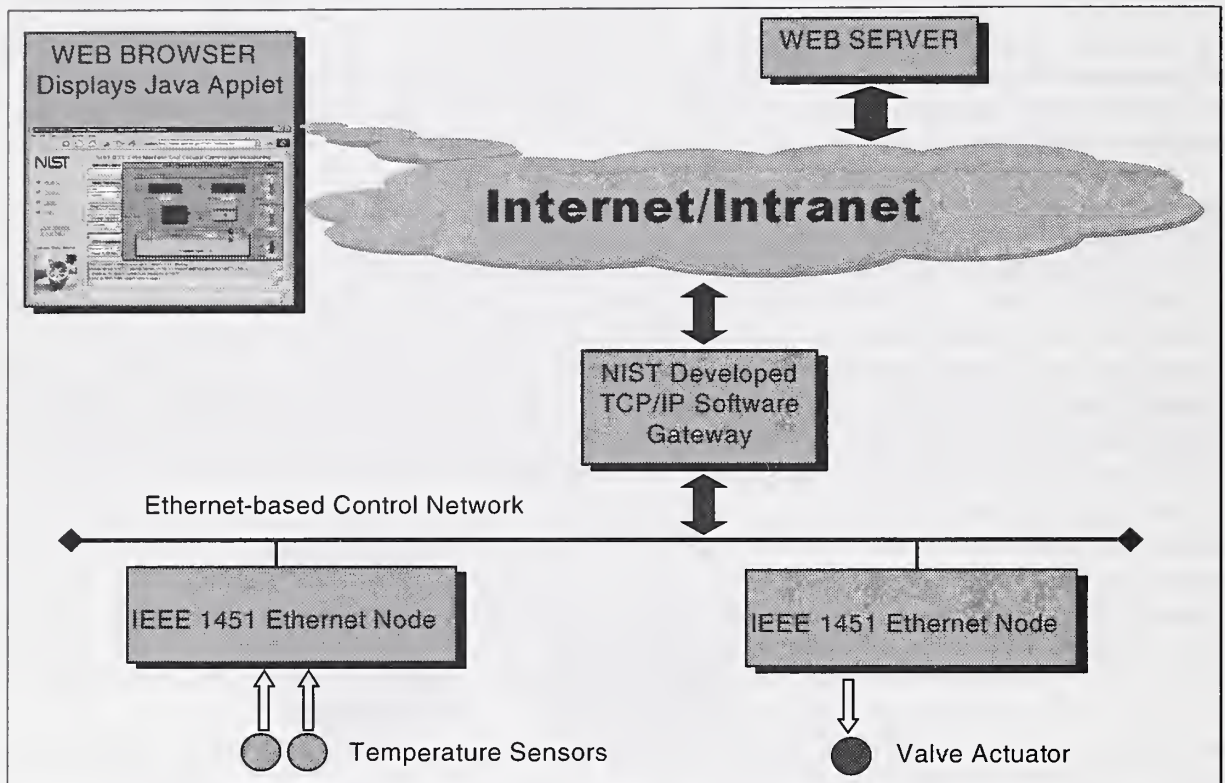 WEB BROWSER
Displays Java Applet
NIST
WEB SERVER
Internet/Intranet
NIST Developed
TCP/IP Software
Gateway
Ethernet-based Control Network
IEEE 1451 Ethernet Node
IEEE 1451 Ethernet Node
Temperature Sensors
Valve Actuator